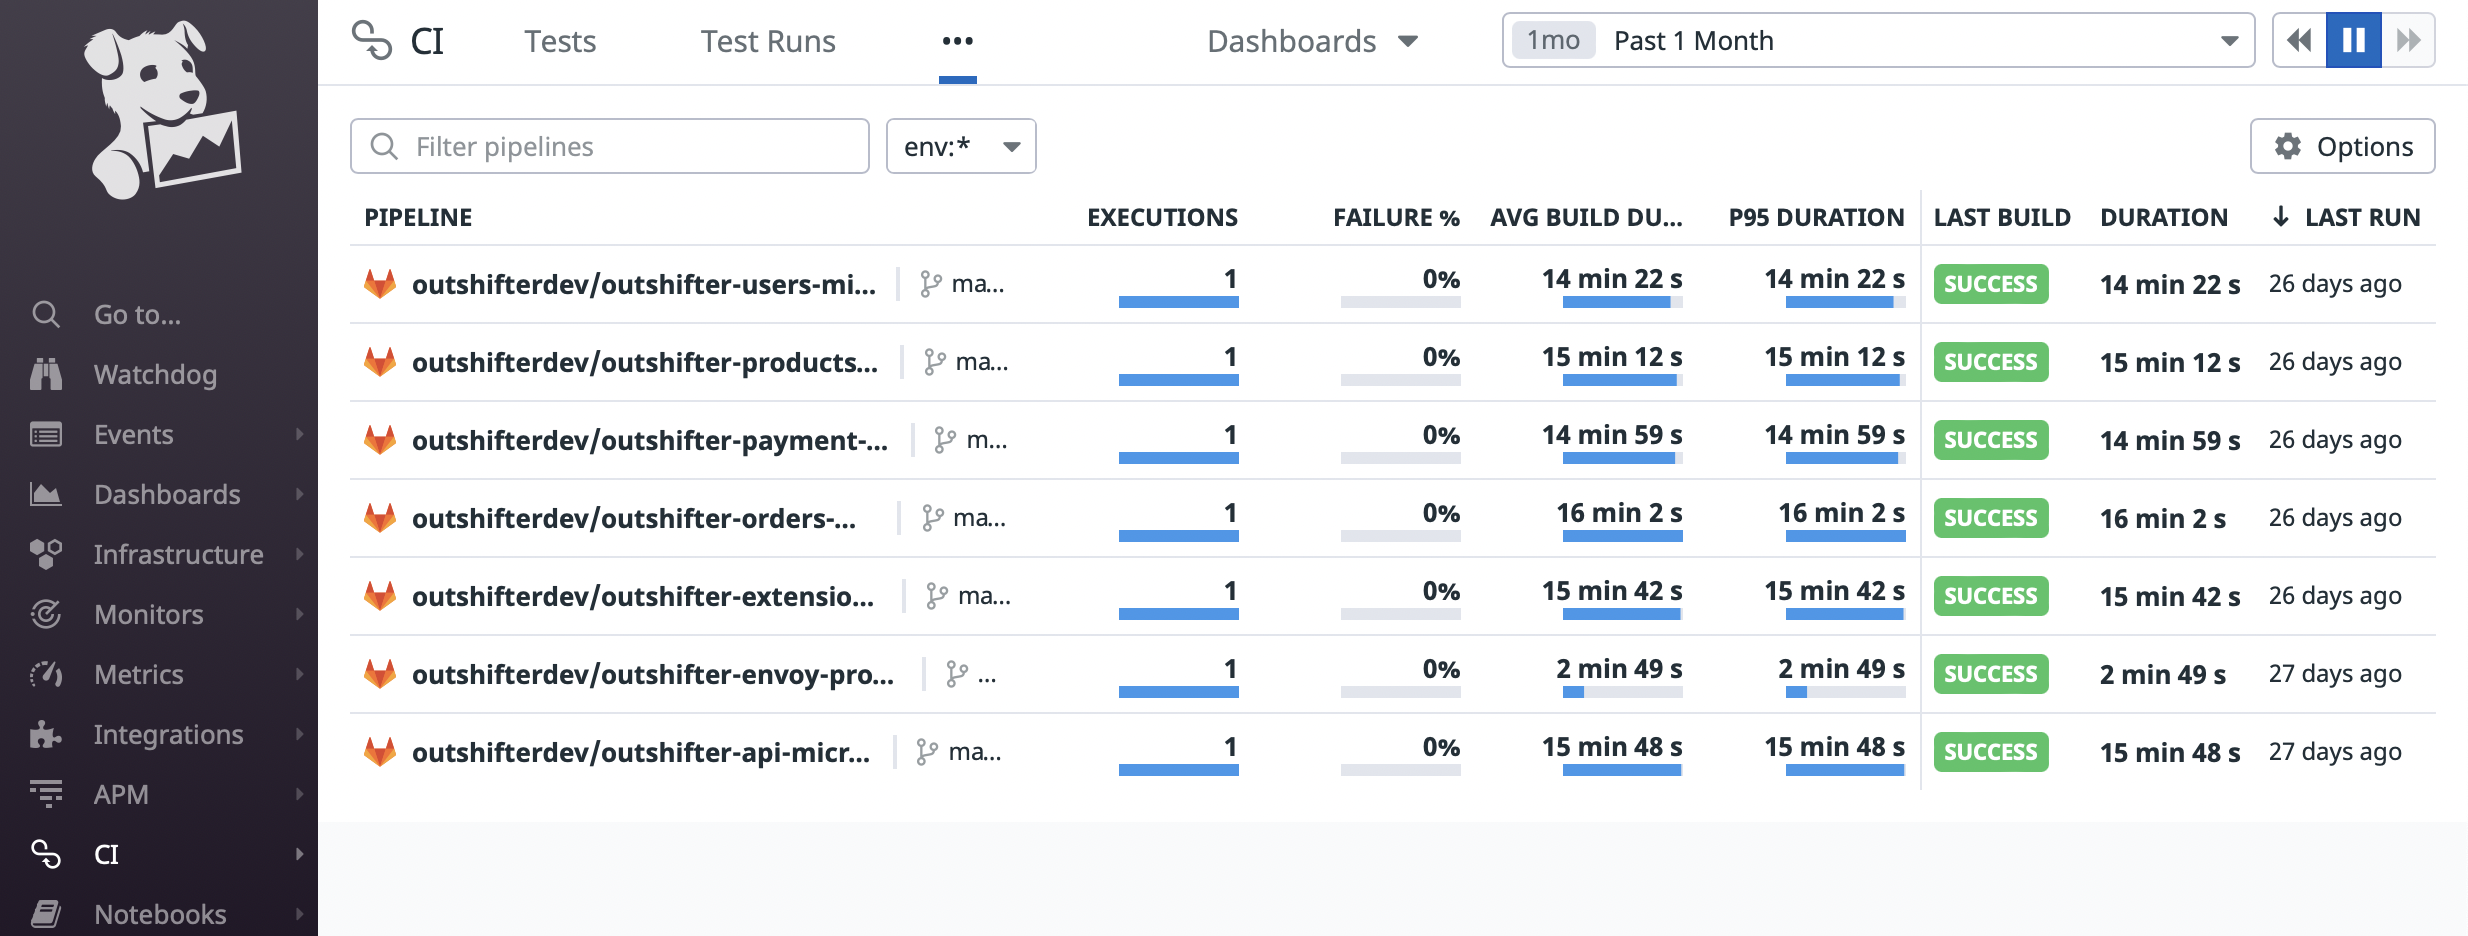 CI
Tests
Test Runs
•••
Dashboards
1mo Past 1 Month
Go to...
Watchdog
Events
Dashboards
Infrastructure
Monitors
Metrics
Integrations
APM
CI
Notebooks
Filter pipelines
env:*
Options
PIPELINE EXECUTIONS FAILURE % AVG BUILD DU... P95 DURATION LAST BUILD DURATION ↓ LAST RUN
outshifterdev/outshifter-users-mi... ma... 1 0% 14 min 22 s 14 min 22 s SUCCESS 14 min 22 s 26 days ago
outshifterdev/outshifter-products... ma... 1 0% 15 min 12 s 15 min 12 s SUCCESS 15 min 12 s 26 days ago
outshifterdev/outshifter-payment-... m... 1 0% 14 min 59 s 14 min 59 s SUCCESS 14 min 59 s 26 days ago
outshifterdev/outshifter-orders-... ma... 1 0% 16 min 2 s 16 min 2 s SUCCESS 16 min 2 s 26 days ago
outshifterdev/outshifter-extensio... ma... 1 0% 15 min 42 s 15 min 42 s SUCCESS 15 min 42 s 26 days ago
outshifterdev/outshifter-envoy-pro... ... 1 0% 2 min 49 s 2 min 49 s SUCCESS 2 min 49 s 27 days ago
outshifterdev/outshifter-api-micr... ma... 1 0% 15 min 48 s 15 min 48 s SUCCESS 15 min 48 s 27 days ago